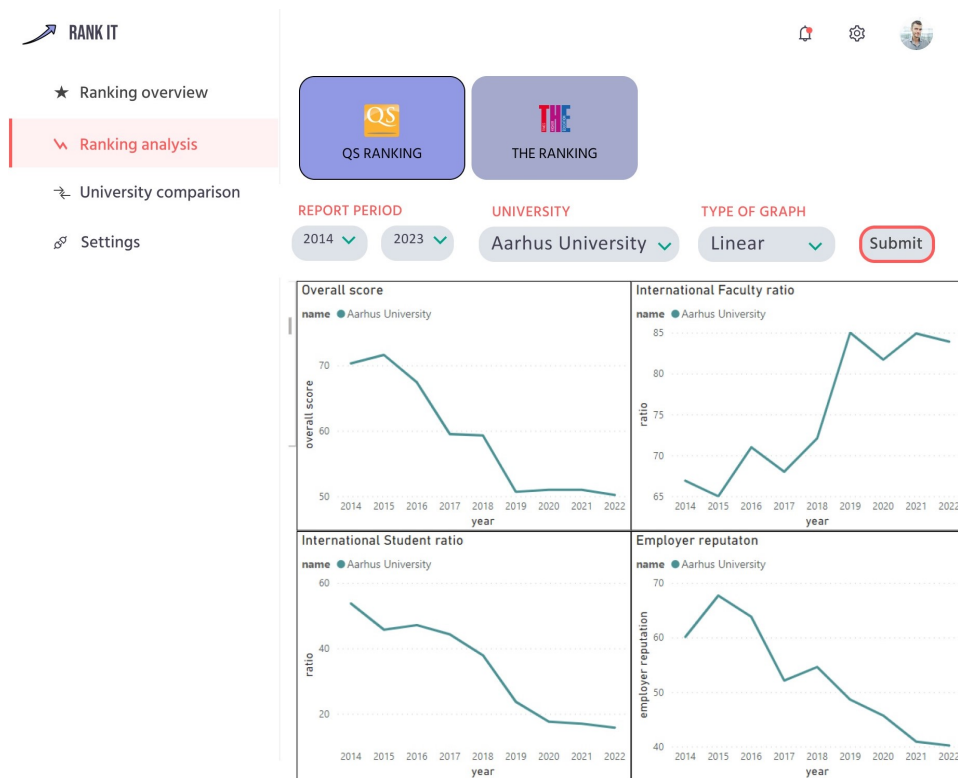 RANK IT
Ranking overview
Ranking analysis
University comparison
Settings
QS
QS RANKING
THE
THE RANKING
REPORT PERIOD
UNIVERSITY
TYPE OF GRAPH
2014
2023
Aarhus University
Linear
Submit
Overall score
name Aarhus University
overall score
70
60
50
2014 2015 2016 2017 2018 2019 2020 2021 2022
year
International Faculty ratio
name Aarhus University
ratio
85
80
75
70
65
2014 2015 2016 2017 2018 2019 2020 2021 2022
year
International Student ratio
name Aarhus University
ratio
60
40
20
2014 2015 2016 2017 2018 2019 2020 2021 2022
year
Employer reputaton
name Aarhus University
employer reputation
70
60
50
40
2014 2015 2016 2017 2018 2019 2020 2021 2022
year